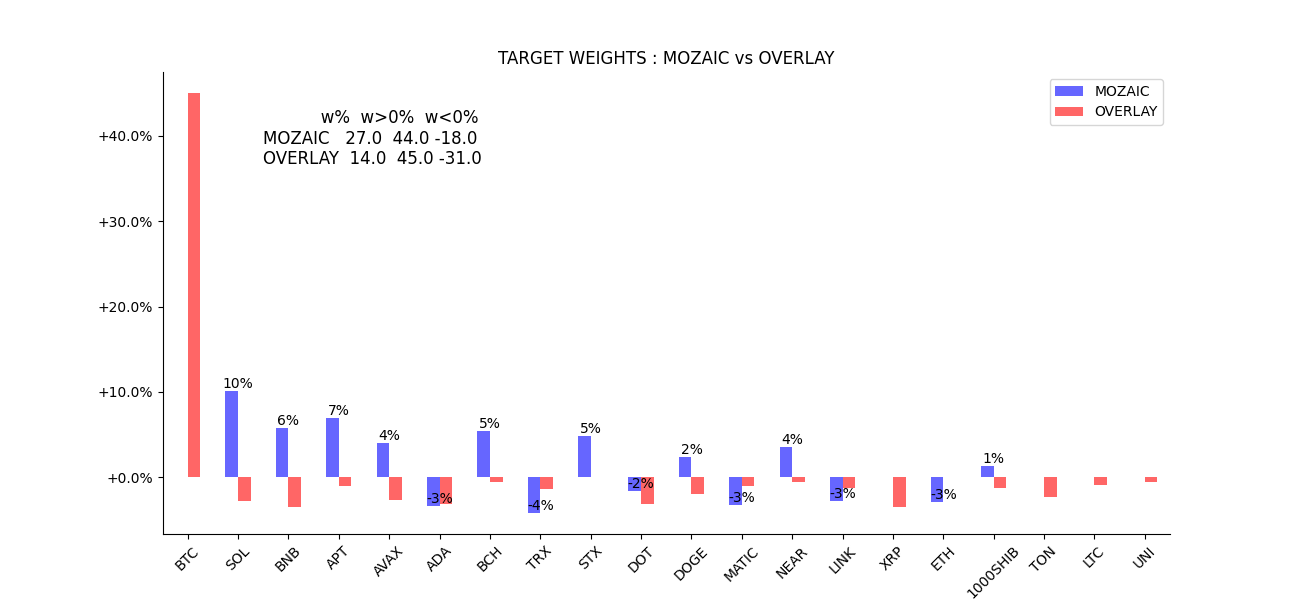 TARGET WEIGHTS : MOZAIC vs OVERLAY
MOZAIC
OVERLAY
w% w>0% w<0%
MOZAIC 27.0 44.0 -18.0
OVERLAY 14.0 45.0 -31.0
+40.0%
+30.0%
+20.0%
+10.0%
+0.0%
10%
6%
7%
4%
-3%
5%
-4%
5%
-2%
2%
-3%
4%
-3%
-3%
1%
BTC
SOL
BNB
APT
AVAX
ADA
BCH
TRX
STX
DOT
DOGE
MATIC
NEAR
LINK
XRP
ETH
1000SHIB
TON
LTC
UNI